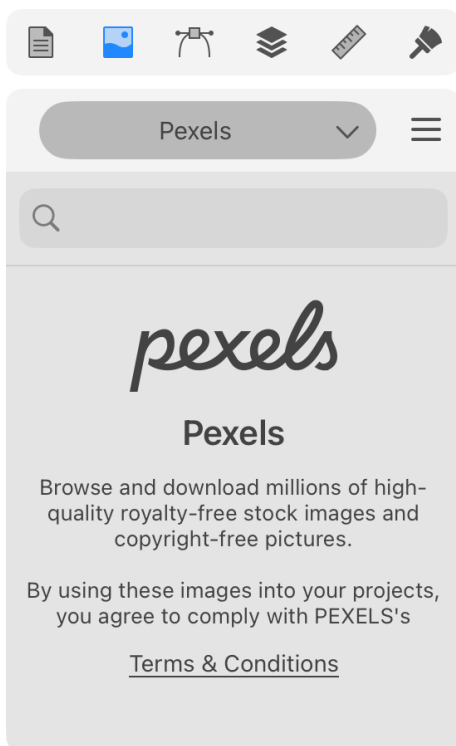 Pexels
pexels
Pexels
Browse and download millions of high-
quality royalty-free stock images and
copyright-free pictures.
By using these images into your projects,
you agree to comply with PEXELS's
Terms & Conditions